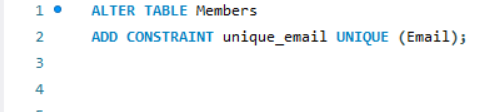 1 ALTER TABLE Members
2 ADD CONSTRAINT unique_email UNIQUE (Email);
3
4